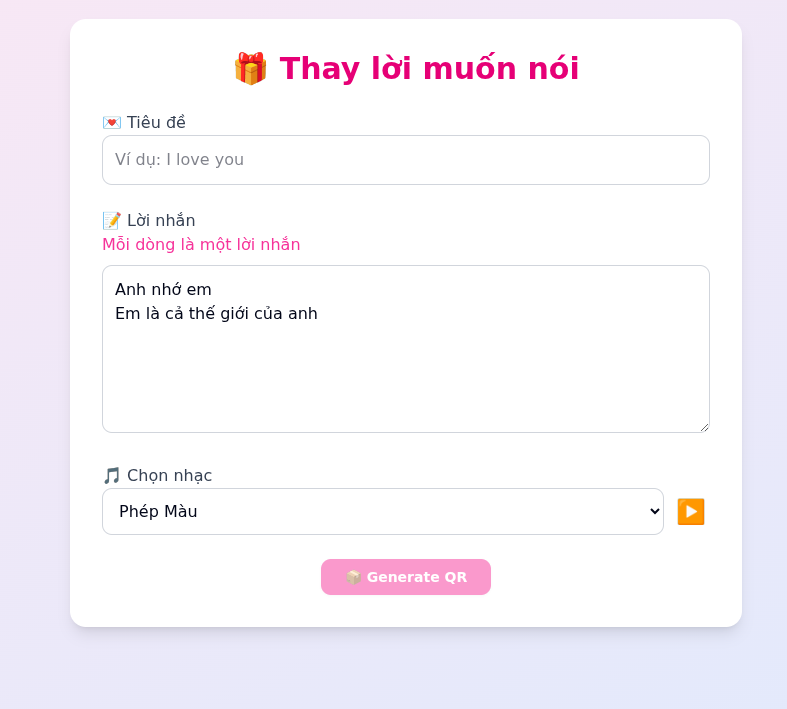 🎁 Thay lời muốn nói
💌 Tiêu đề
Ví dụ: I love you
📝 Lời nhắn
Mỗi dòng là một lời nhắn
Anh nhớ em
Em là cả thế giới của anh
🎵 Chọn nhạc
Phép Màu
📦 Generate QR